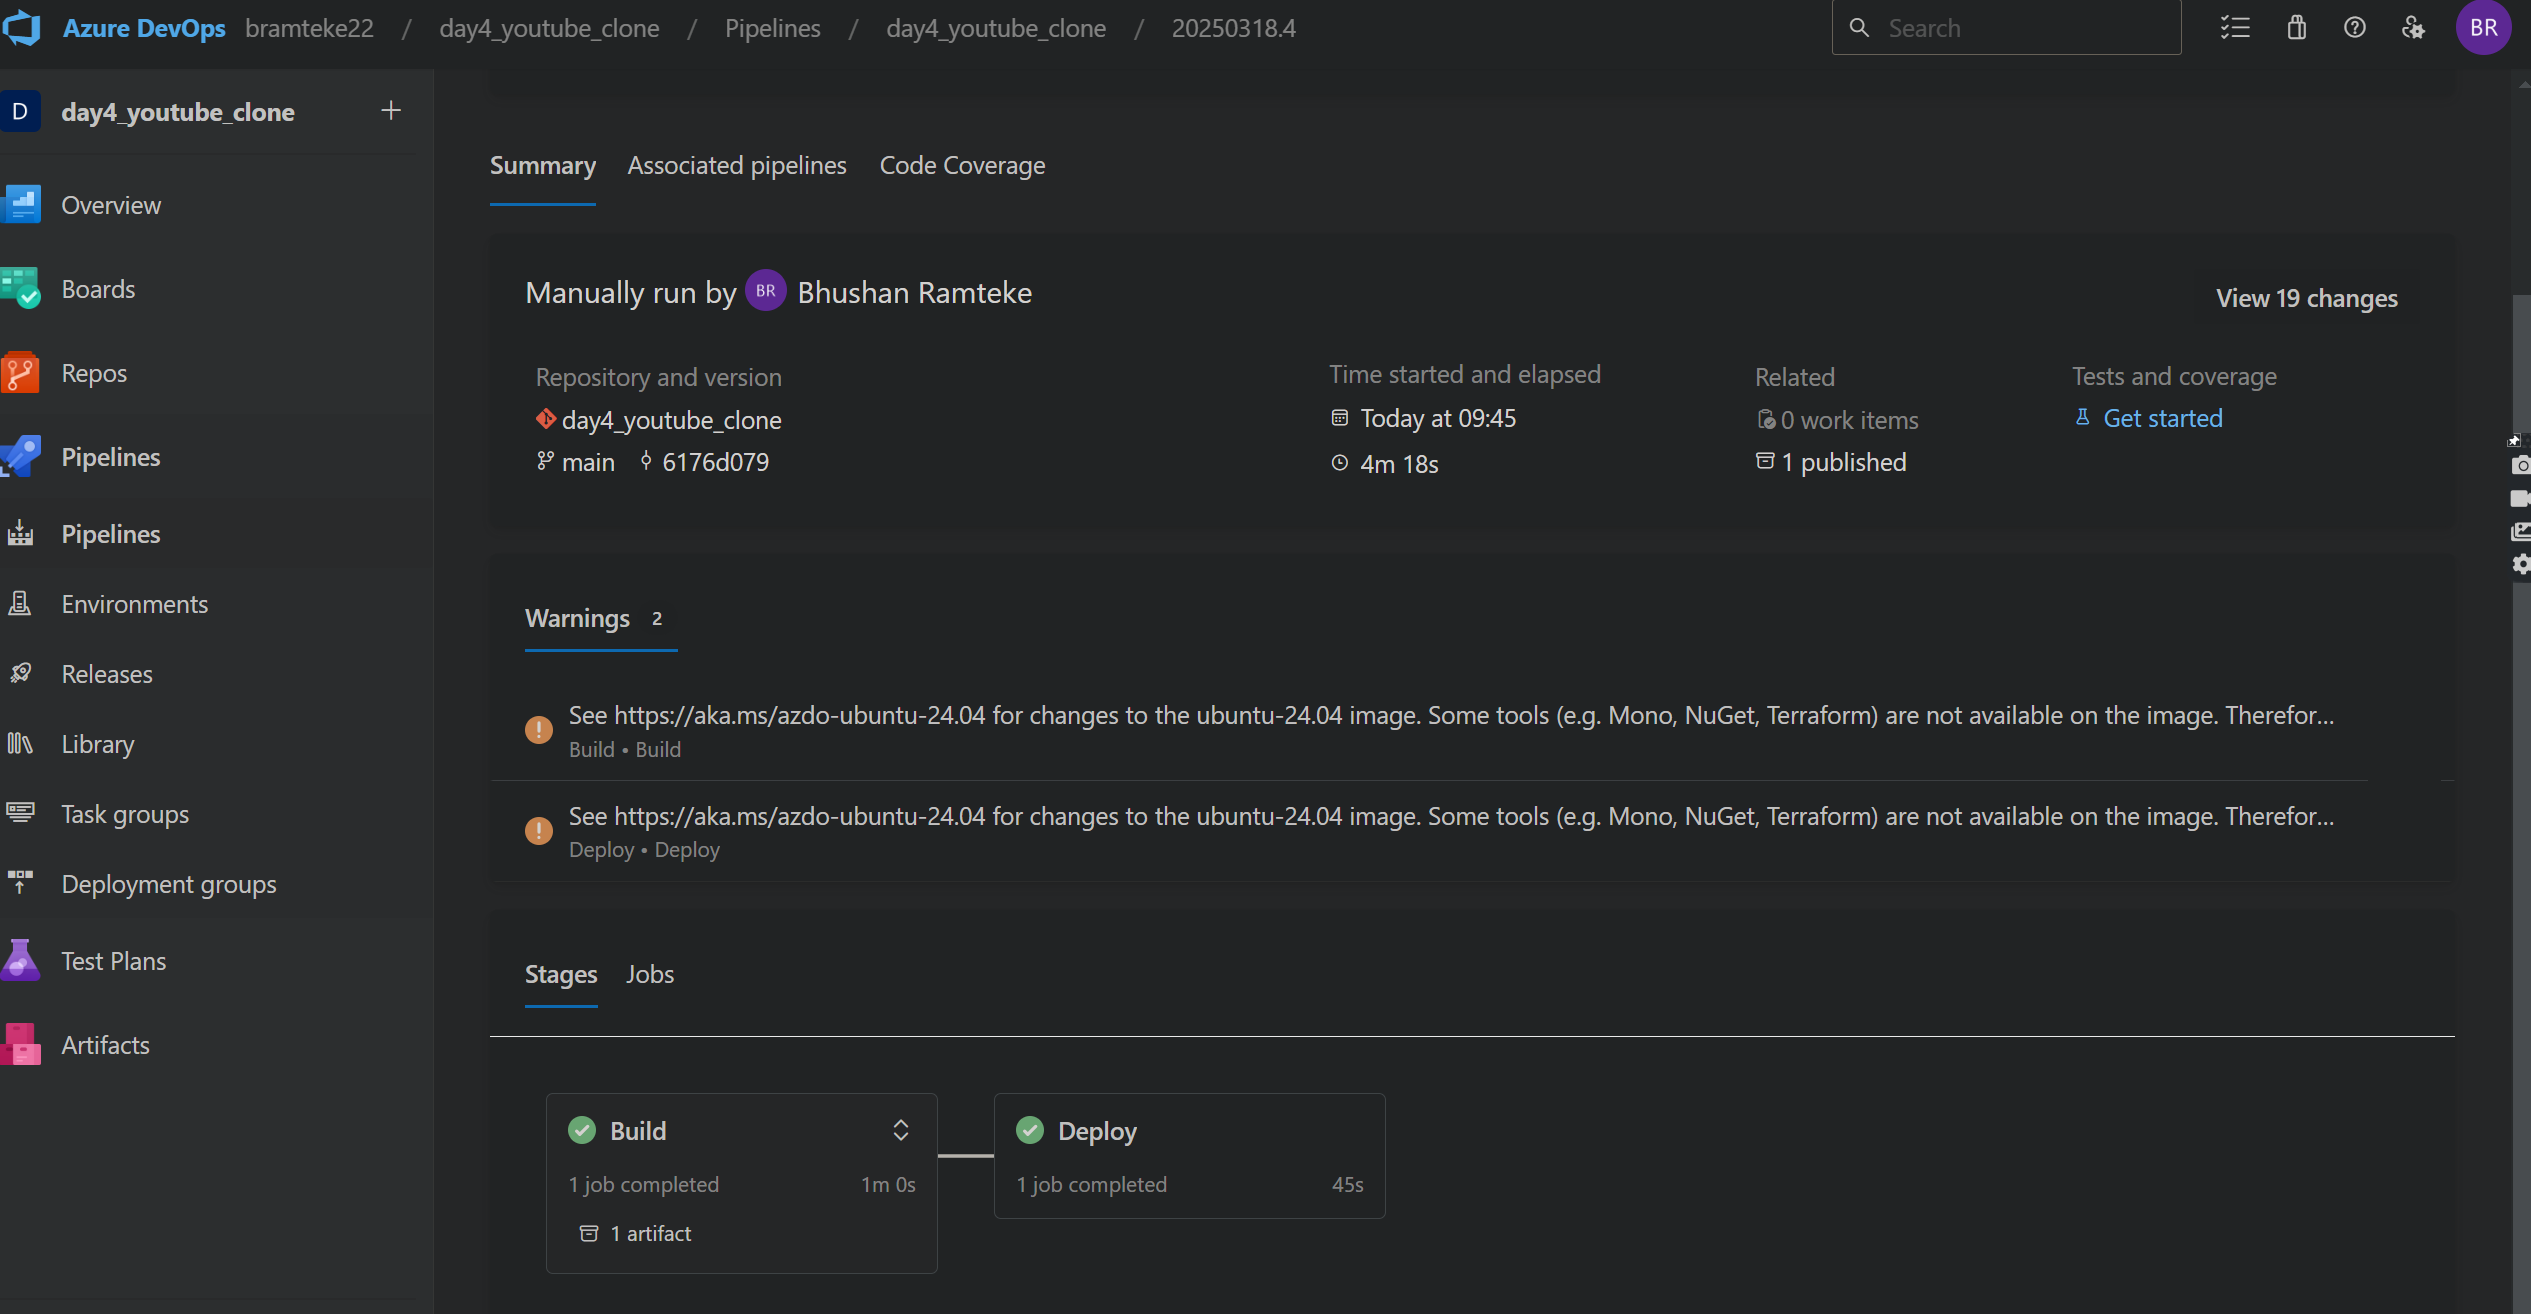 Azure DevOps bramteke22 / day4_youtube_clone / Pipelines / day4_youtube_clone / 20250318.4
Search
BR
D day4_youtube_clone +
Overview
Boards
Repos
Pipelines
Pipelines
Environments
Releases
Library
Task groups
Deployment groups
Test Plans
Artifacts
Summary Associated pipelines Code Coverage
Manually run by BR Bhushan Ramteke
View 19 changes
Repository and version
day4_youtube_clone
main 6176d079
Time started and elapsed
Today at 09:45
4m 18s
Related
0 work items
1 published
Tests and coverage
Get started
Warnings 2
See https://aka.ms/azdo-ubuntu-24.04 for changes to the ubuntu-24.04 image. Some tools (e.g. Mono, NuGet, Terraform) are not available on the image. Therefor...
Build • Build
See https://aka.ms/azdo-ubuntu-24.04 for changes to the ubuntu-24.04 image. Some tools (e.g. Mono, NuGet, Terraform) are not available on the image. Therefor...
Deploy • Deploy
Stages Jobs
Build
1 job completed 1m 0s
1 artifact
Deploy
1 job completed 45s